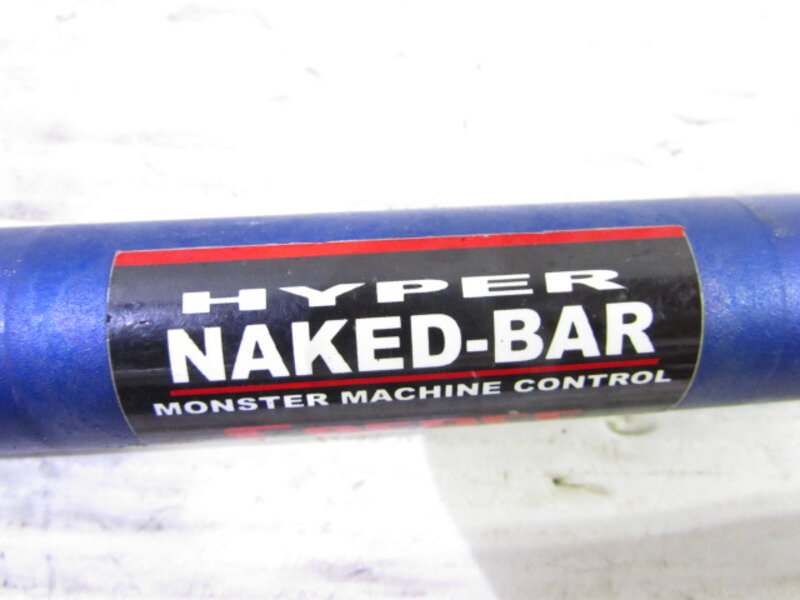 HYPER
NAKED-BAR
MONSTER MACHINE CONTROL